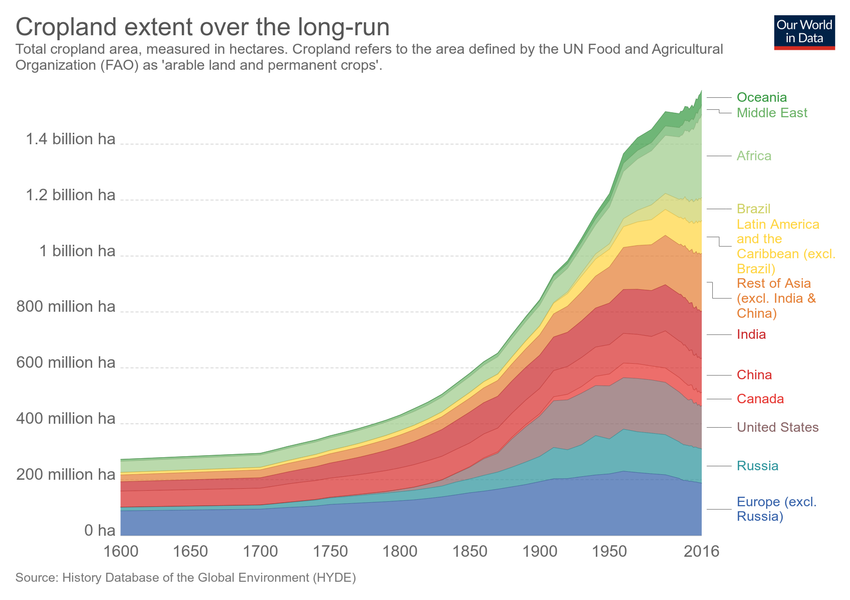 Cropland extent over the long-run
Total cropland area, measured in hectares. Cropland refers to the area defined by the UN Food and Agricultural
Organization (FAO) as 'arable land and permanent crops'.
Our World
in Data
1.4 billion ha
1.2 billion ha
1 billion ha
800 million ha
600 million ha
400 million ha
200 million ha
0 ha
1600
1650
1700
1750
1800
1850
1900
1950
2016
Oceania
Middle East
Africa
Brazil
Latin America
and the
Caribbean (excl.
Brazil)
Rest of Asia
(excl. India &
China)
India
China
Canada
United States
Russia
Europe (excl.
Russia)
Source: History Database of the Global Environment (HYDE)